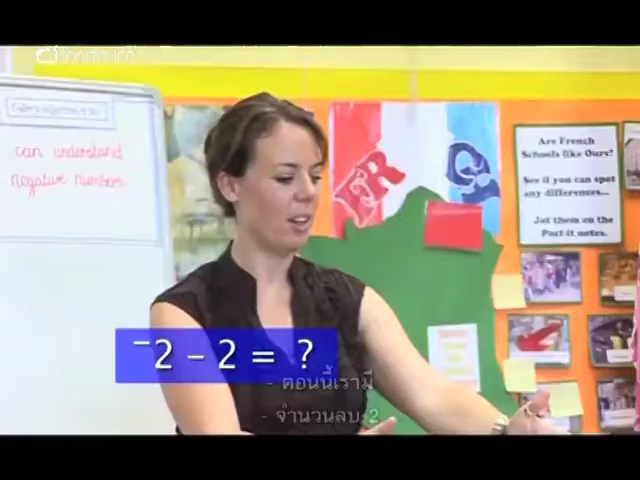 can understand
negative numbers
FR
Are French
Schools like Ours?
See if you can spot
any differences...
Jot them on the
Post-it notes.
⁻2 − 2 = ?
- ตอนนี้เรามี
- จำนวนลบ 2